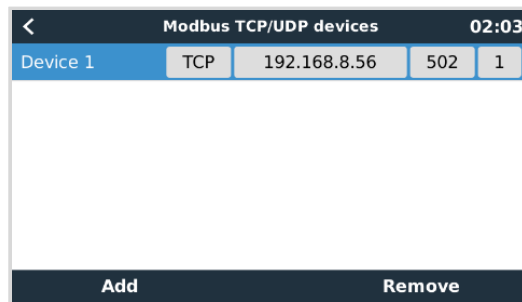 Modbus TCP/UDP devices 02:03
Device 1 TCP 192.168.8.56 502 1
Add Remove